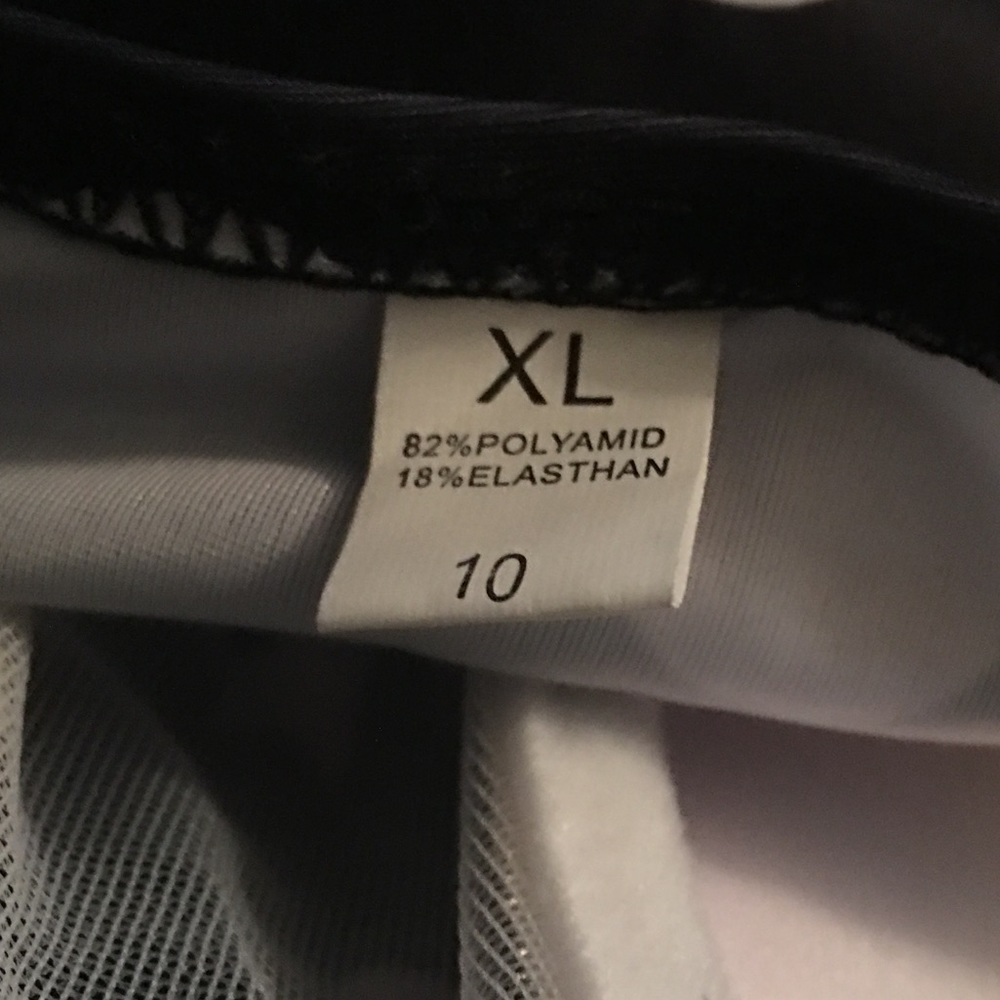 XL
82%POLYAMID
18%ELASTHAN
10